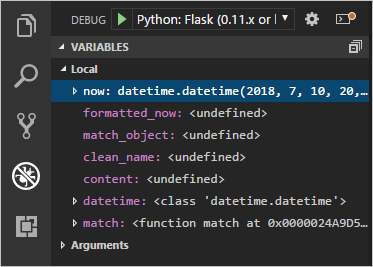 DEBUG Python: Flask (0.11.x or l
VARIABLES
Local
now: datetime.datetime(2018, 7, 10, 20,…
formatted_now: <undefined>
match_object: <undefined>
clean_name: <undefined>
content: <undefined>
datetime: <class 'datetime.datetime'>
match: <function match at 0x0000024A9D5…
Arguments